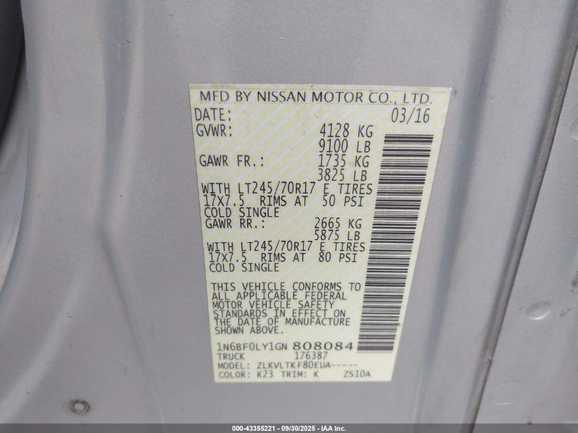 MFD BY NISSAN MOTOR CO., LTD.
DATE: 03/16
GVWR: 4128 KG
9100 LB
GAWR FR.: 1735 KG
3825 LB
WITH LT245/70R17 E TIRES
17X7.5 RIMS AT 50 PSI
COLD SINGLE
GAWR RR.: 2665 KG
5875 LB
WITH LT245/70R17 E TIRES
17X7.5 RIMS AT 80 PSI
COLD SINGLE
THIS VEHICLE CONFORMS TO
ALL APPLICABLE FEDERAL
MOTOR VEHICLE SAFETY
STANDARDS IN EFFECT ON
THE DATE OF MANUFACTURE
SHOWN ABOVE.
1N6BF0LY1GN 808084
TRUCK 176387
MODEL: ZLKVLTKF80EUA-----
COLOR: K23 TRIM: K ZS10A
000-43355221 - 09/30/2025 - IAA Inc.